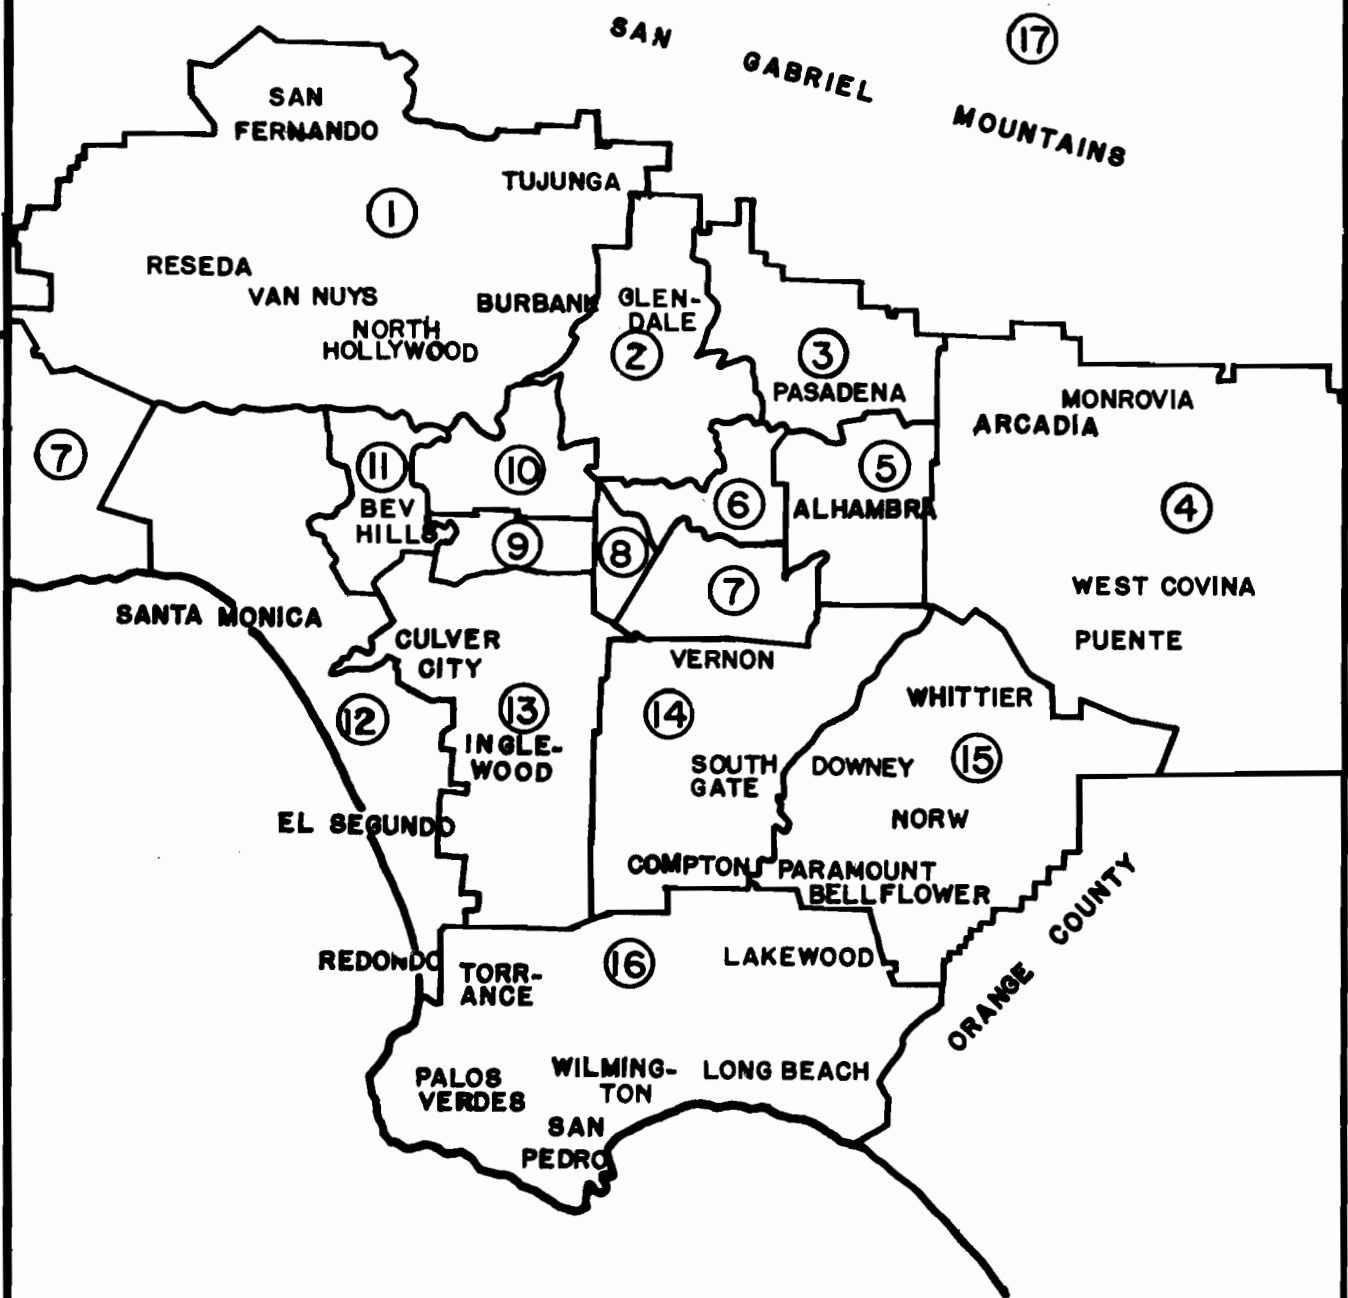 SAN GABRIEL MOUNTAINS
17
SAN
FERNANDO
TUJUNGA
1
RESEDA
VAN NUYS
BURBANK
NORTH
HOLLYWOOD
GLEN-
DALE
2
3
PASADENA
MONROVIA
ARCADIA
7
11
10
5
4
BEV
HILLS
6
ALHAMBRA
9
8
7
WEST COVINA
SANTA MONICA
PUENTE
CULVER
CITY
VERNON
WHITTIER
12
13
14
INGLE-
WOOD
SOUTH
GATE
DOWNEY
15
EL SEGUNDO
NORW
COMPTON
PARAMOUNT
BELLFLOWER
ORANGE COUNTY
REDONDO
TORR-
ANCE
16
LAKEWOOD
PALOS
VERDES
WILMING-
TON
LONG BEACH
SAN
PEDRO